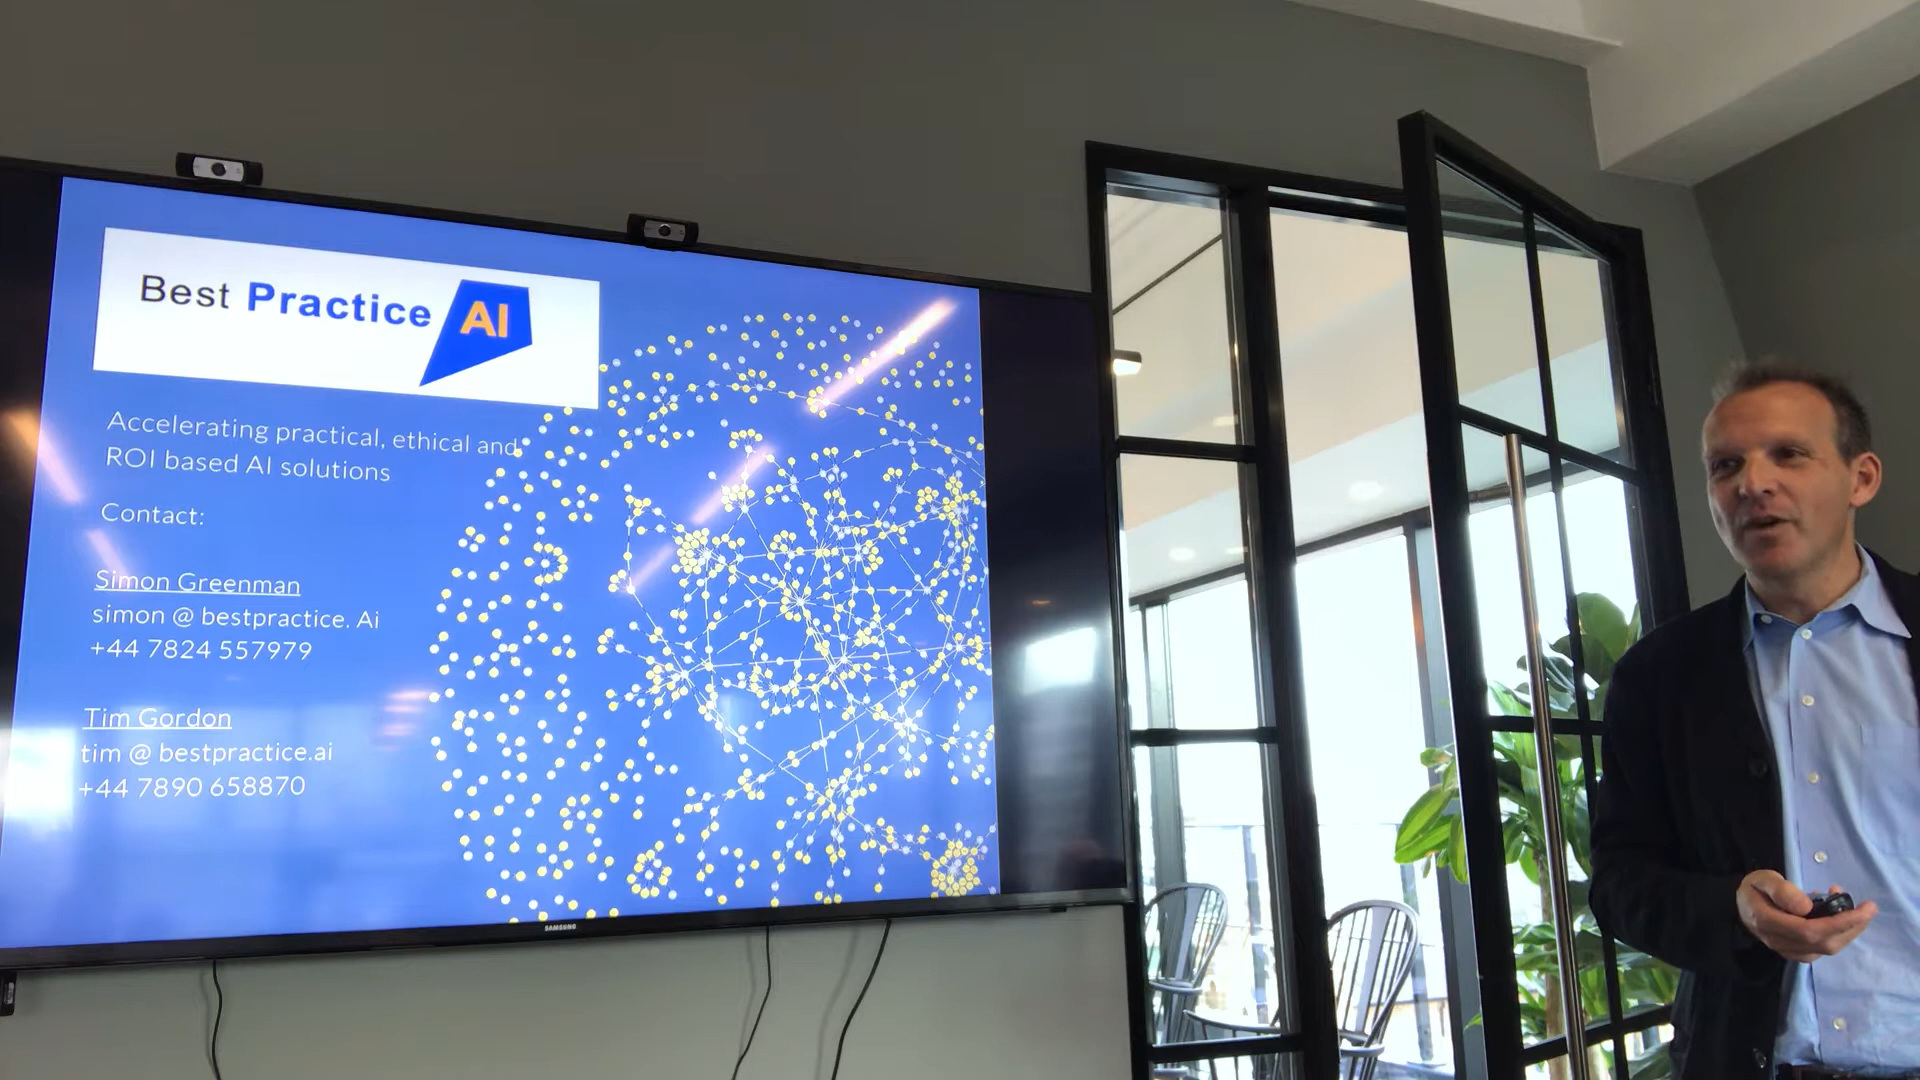 Best Practice AI
Accelerating practical, ethical and
ROI based AI solutions
Contact:
Simon Greenman
simon @ bestpractice. Ai
+44 7824 557979
Tim Gordon
tim @ bestpractice.ai
+44 7890 658870
SAMSUNG